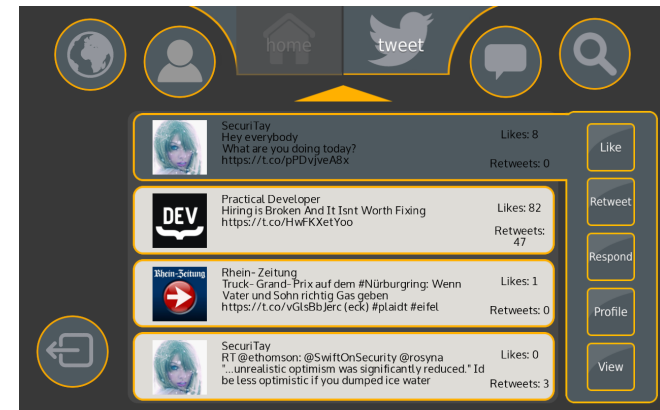 home
tweet
SecuriTay
Hey everybody
What are you doing today?
https://t.co/pPDvjveA8x
Likes: 8
Retweets: 0
Practical Developer
Hiring is Broken And It Isnt Worth Fixing
https://t.co/HwFKXetYoo
Likes: 82
Retweets:
47
DEV
Rhein- Zeitung
Truck- Grand- Prix auf dem #Nürburgring: Wenn
Vater und Sohn richtig Gas geben
https://t.co/vGlsBbJerc (eck) #plaidt #eifel
Likes: 1
Retweets: 0
Rhein-Zeitung
SecuriTay
RT @ethomson: @SwiftOnSecurity @rosyna
"...unrealistic optimism was significantly reduced." Id
be less optimistic if you dumped ice water
Likes: 0
Retweets: 3
Like
Retweet
Respond
Profile
View